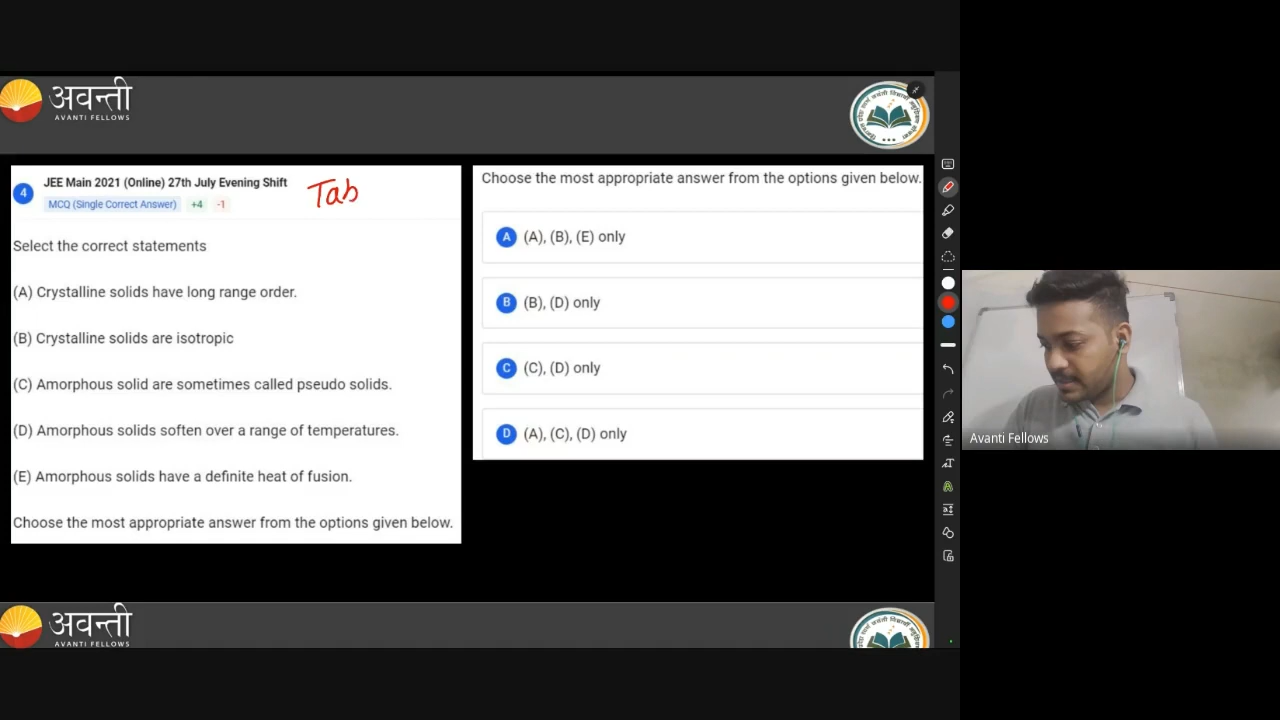 अवन्ती
AVANTI FELLOWS
4
JEE Main 2021 (Online) 27th July Evening Shift
MCQ (Single Correct Answer) +4 -1
Tab
Select the correct statements
(A) Crystalline solids have long range order.
(B) Crystalline solids are isotropic
(C) Amorphous solid are sometimes called pseudo solids.
(D) Amorphous solids soften over a range of temperatures.
(E) Amorphous solids have a definite heat of fusion.
Choose the most appropriate answer from the options given below.
Choose the most appropriate answer from the options given below.
A (A), (B), (E) only
B (B), (D) only
C (C), (D) only
D (A), (C), (D) only
Avanti Fellows
अवन्ती
AVANTI FELLOWS